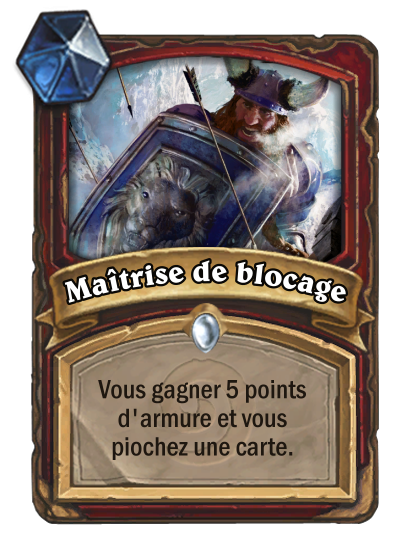 Maîtrise de blocage
Vous gagner 5 points
d'armure et vous
piochez une carte.